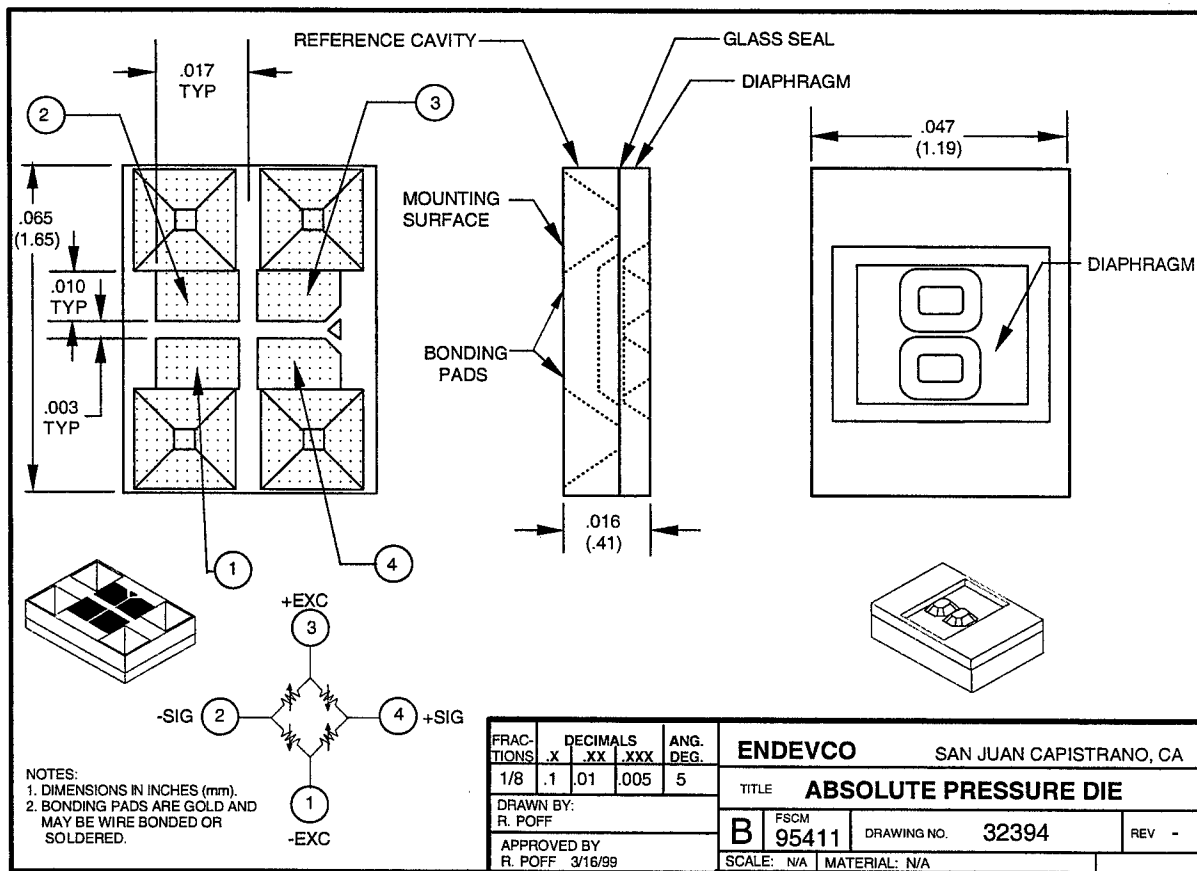 REFERENCE CAVITY
GLASS SEAL
DIAPHRAGM
.017
TYP
2
3
.047
(1.19)
.065
(1.65)
MOUNTING
SURFACE
DIAPHRAGM
.010
TYP
BONDING
PADS
.003
TYP
.016
(.41)
1
4
+EXC
3
-SIG
2
4
+SIG
1
-EXC
NOTES:
1. DIMENSIONS IN INCHES (mm).
2. BONDING PADS ARE GOLD AND
MAY BE WIRE BONDED OR
SOLDERED.
FRAC-
TIONS
DECIMALS
.X .XX .XXX
ANG.
DEG.
1/8 .1 .01 .005 5
DRAWN BY:
R. POFF
APPROVED BY
R. POFF 3/16/99
ENDEVCO SAN JUAN CAPISTRANO, CA
TITLE ABSOLUTE PRESSURE DIE
B FSCM
95411
DRAWING NO. 32394
REV -
SCALE: N/A MATERIAL: N/A